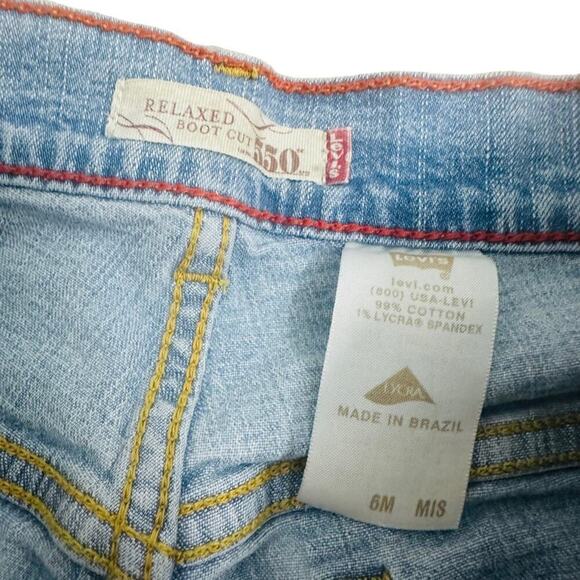 RELAXED
BOOT CUT
550™
Levi's
LEVI'S
levi.com
(800) USA-LEVI
99% COTTON
1% LYCRA® SPANDEX
LYCRA
MADE IN BRAZIL
6M MIS